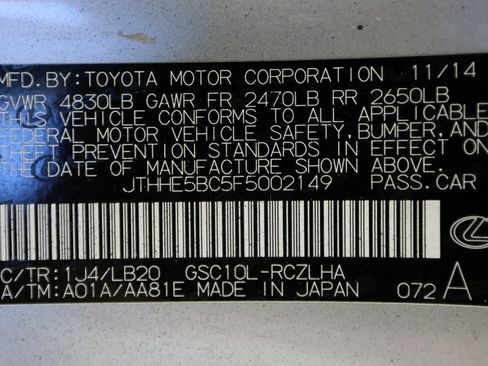 MFD. BY: TOYOTA MOTOR CORPORATION 11/14
GVWR 4830LB GAWR FR 2470LB RR 2650LB
THIS VEHICLE CONFORMS TO ALL APPLICABLE
FEDERAL MOTOR VEHICLE SAFETY, BUMPER, AND
THEFT PREVENTION STANDARDS IN EFFECT ON
THE DATE OF MANUFACTURE SHOWN ABOVE.
JTHHE5BC5F5002149 PASS.CAR
C/TR: 1J4/LB20 GSC10L-RCZLHA
A/TM: A01A/AA81E MADE IN JAPAN 072 A